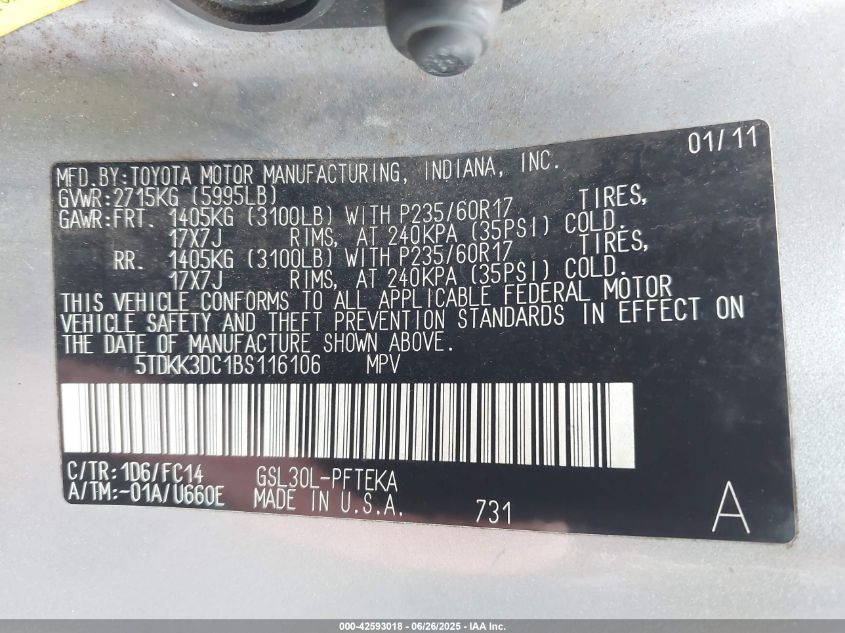 01/11
MFD.BY:TOYOTA MOTOR MANUFACTURING, INDIANA, INC.
GVWR:2715KG (5995LB)
GAWR:FRT. 1405KG (3100LB) WITH P235/60R17 TIRES,
17X7J RIMS, AT 240KPA (35PSI) COLD.
RR. 1405KG (3100LB) WITH P235/60R17 TIRES,
17X7J RIMS, AT 240KPA (35PSI) COLD.
THIS VEHICLE CONFORMS TO ALL APPLICABLE FEDERAL MOTOR
VEHICLE SAFETY AND THEFT PREVENTION STANDARDS IN EFFECT ON
THE DATE OF MANUFACTURE SHOWN ABOVE.
5TDKK3DC1BS116106 MPV
C/TR:1D6/FC14 GSL30L-PFTEKA
A/TM:-01A/U660E MADE IN U.S.A. 731 A
000-42593018 - 06/26/2025 - IAA Inc.